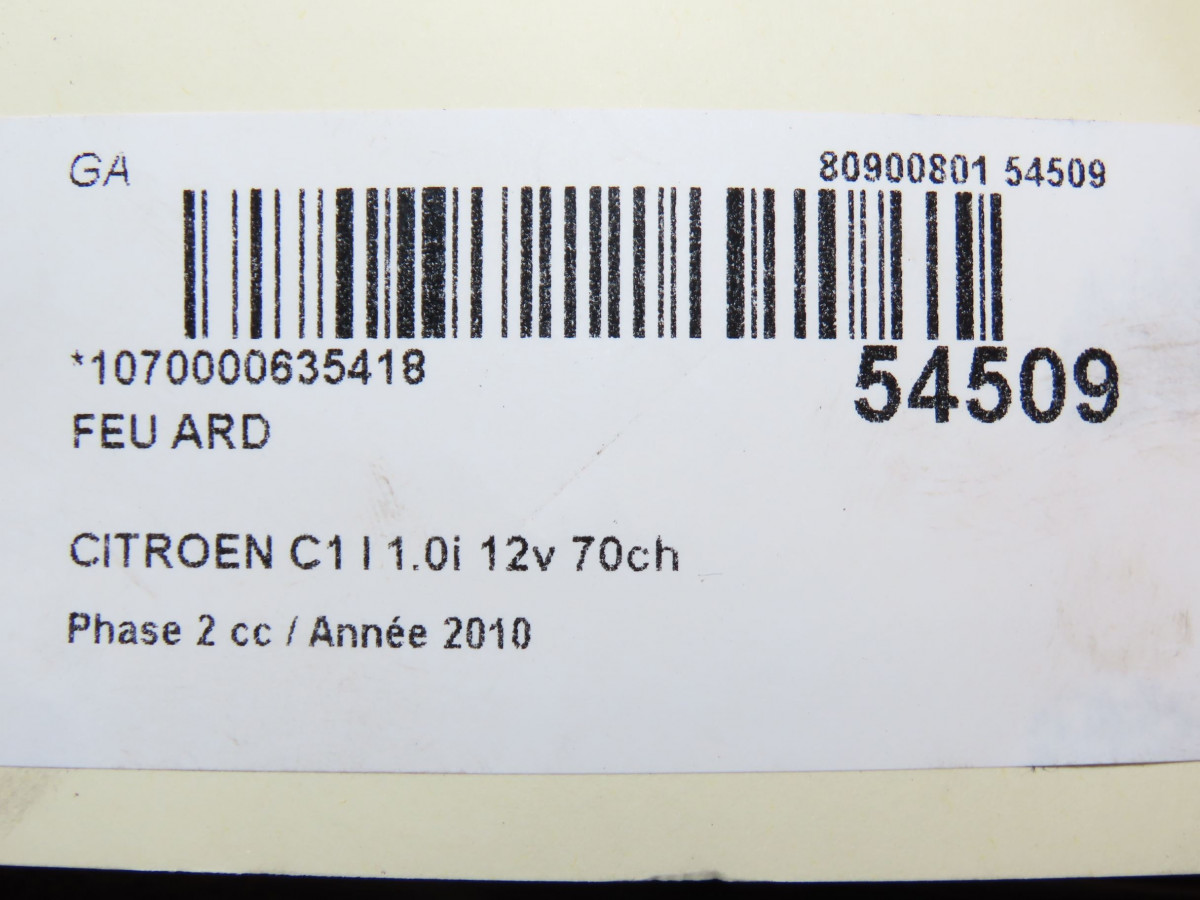 GA
80900801 54509
*1070000635418
54509
FEU ARD
CITROEN C1 I 1.0i 12v 70ch
Phase 2 cc / Année 2010